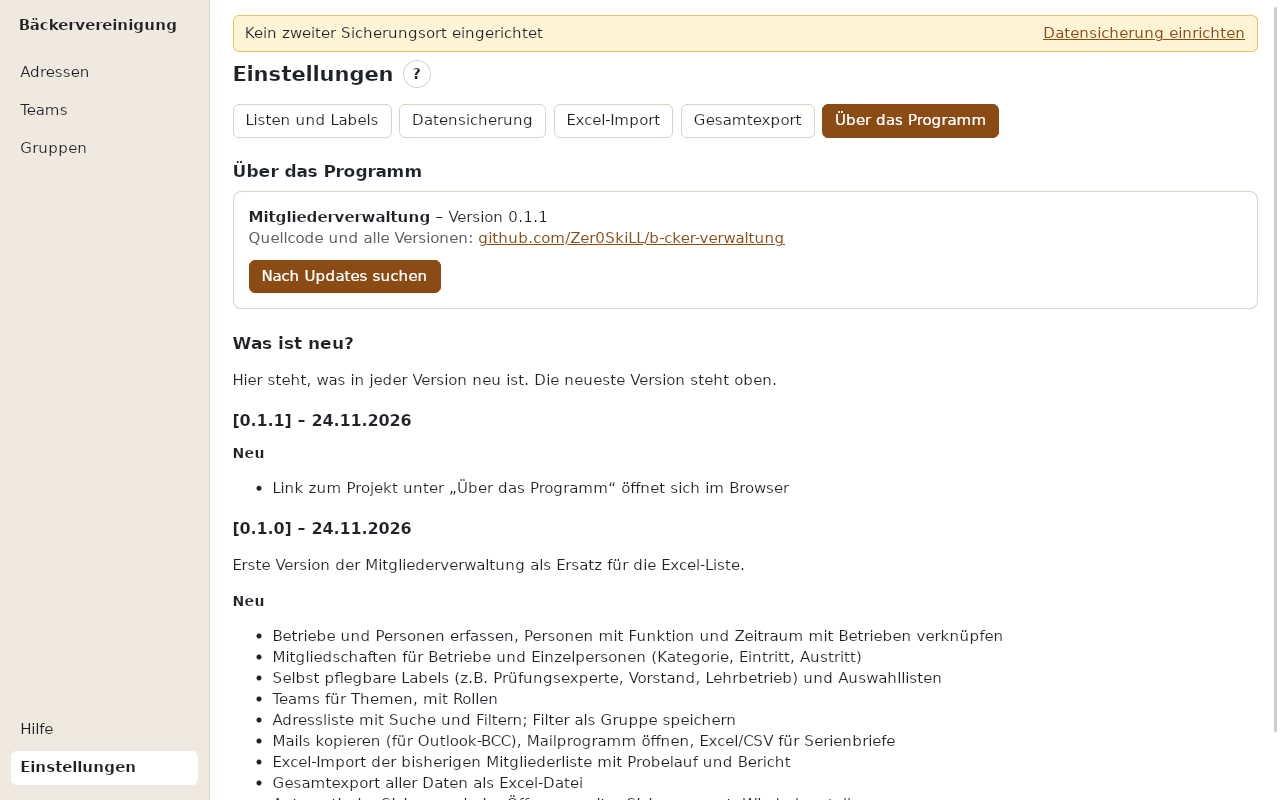 Bäckervereinigung
Adressen
Teams
Gruppen
Hilfe
Einstellungen
Kein zweiter Sicherungsort eingerichtet
Datensicherung einrichten
Einstellungen ?
Listen und Labels
Datensicherung
Excel-Import
Gesamtexport
Über das Programm
Über das Programm
Mitgliederverwaltung – Version 0.1.1
Quellcode und alle Versionen: github.com/Zer0SkiLL/b-cker-verwaltung
Nach Updates suchen
Was ist neu?
Hier steht, was in jeder Version neu ist. Die neueste Version steht oben.
[0.1.1] – 24.11.2026
Neu
• Link zum Projekt unter „Über das Programm“ öffnet sich im Browser
[0.1.0] – 24.11.2026
Erste Version der Mitgliederverwaltung als Ersatz für die Excel-Liste.
Neu
• Betriebe und Personen erfassen, Personen mit Funktion und Zeitraum mit Betrieben verknüpfen
• Mitgliedschaften für Betriebe und Einzelpersonen (Kategorie, Eintritt, Austritt)
• Selbst pflegbare Labels (z.B. Prüfungsexperte, Vorstand, Lehrbetrieb) und Auswahllisten
• Teams für Themen, mit Rollen
• Adressliste mit Suche und Filtern; Filter als Gruppe speichern
• Mails kopieren (für Outlook-BCC), Mailprogramm öffnen, Excel/CSV für Serienbriefe
• Excel-Import der bisherigen Mitgliederliste mit Probelauf und Bericht
• Gesamtexport aller Daten als Excel-Datei